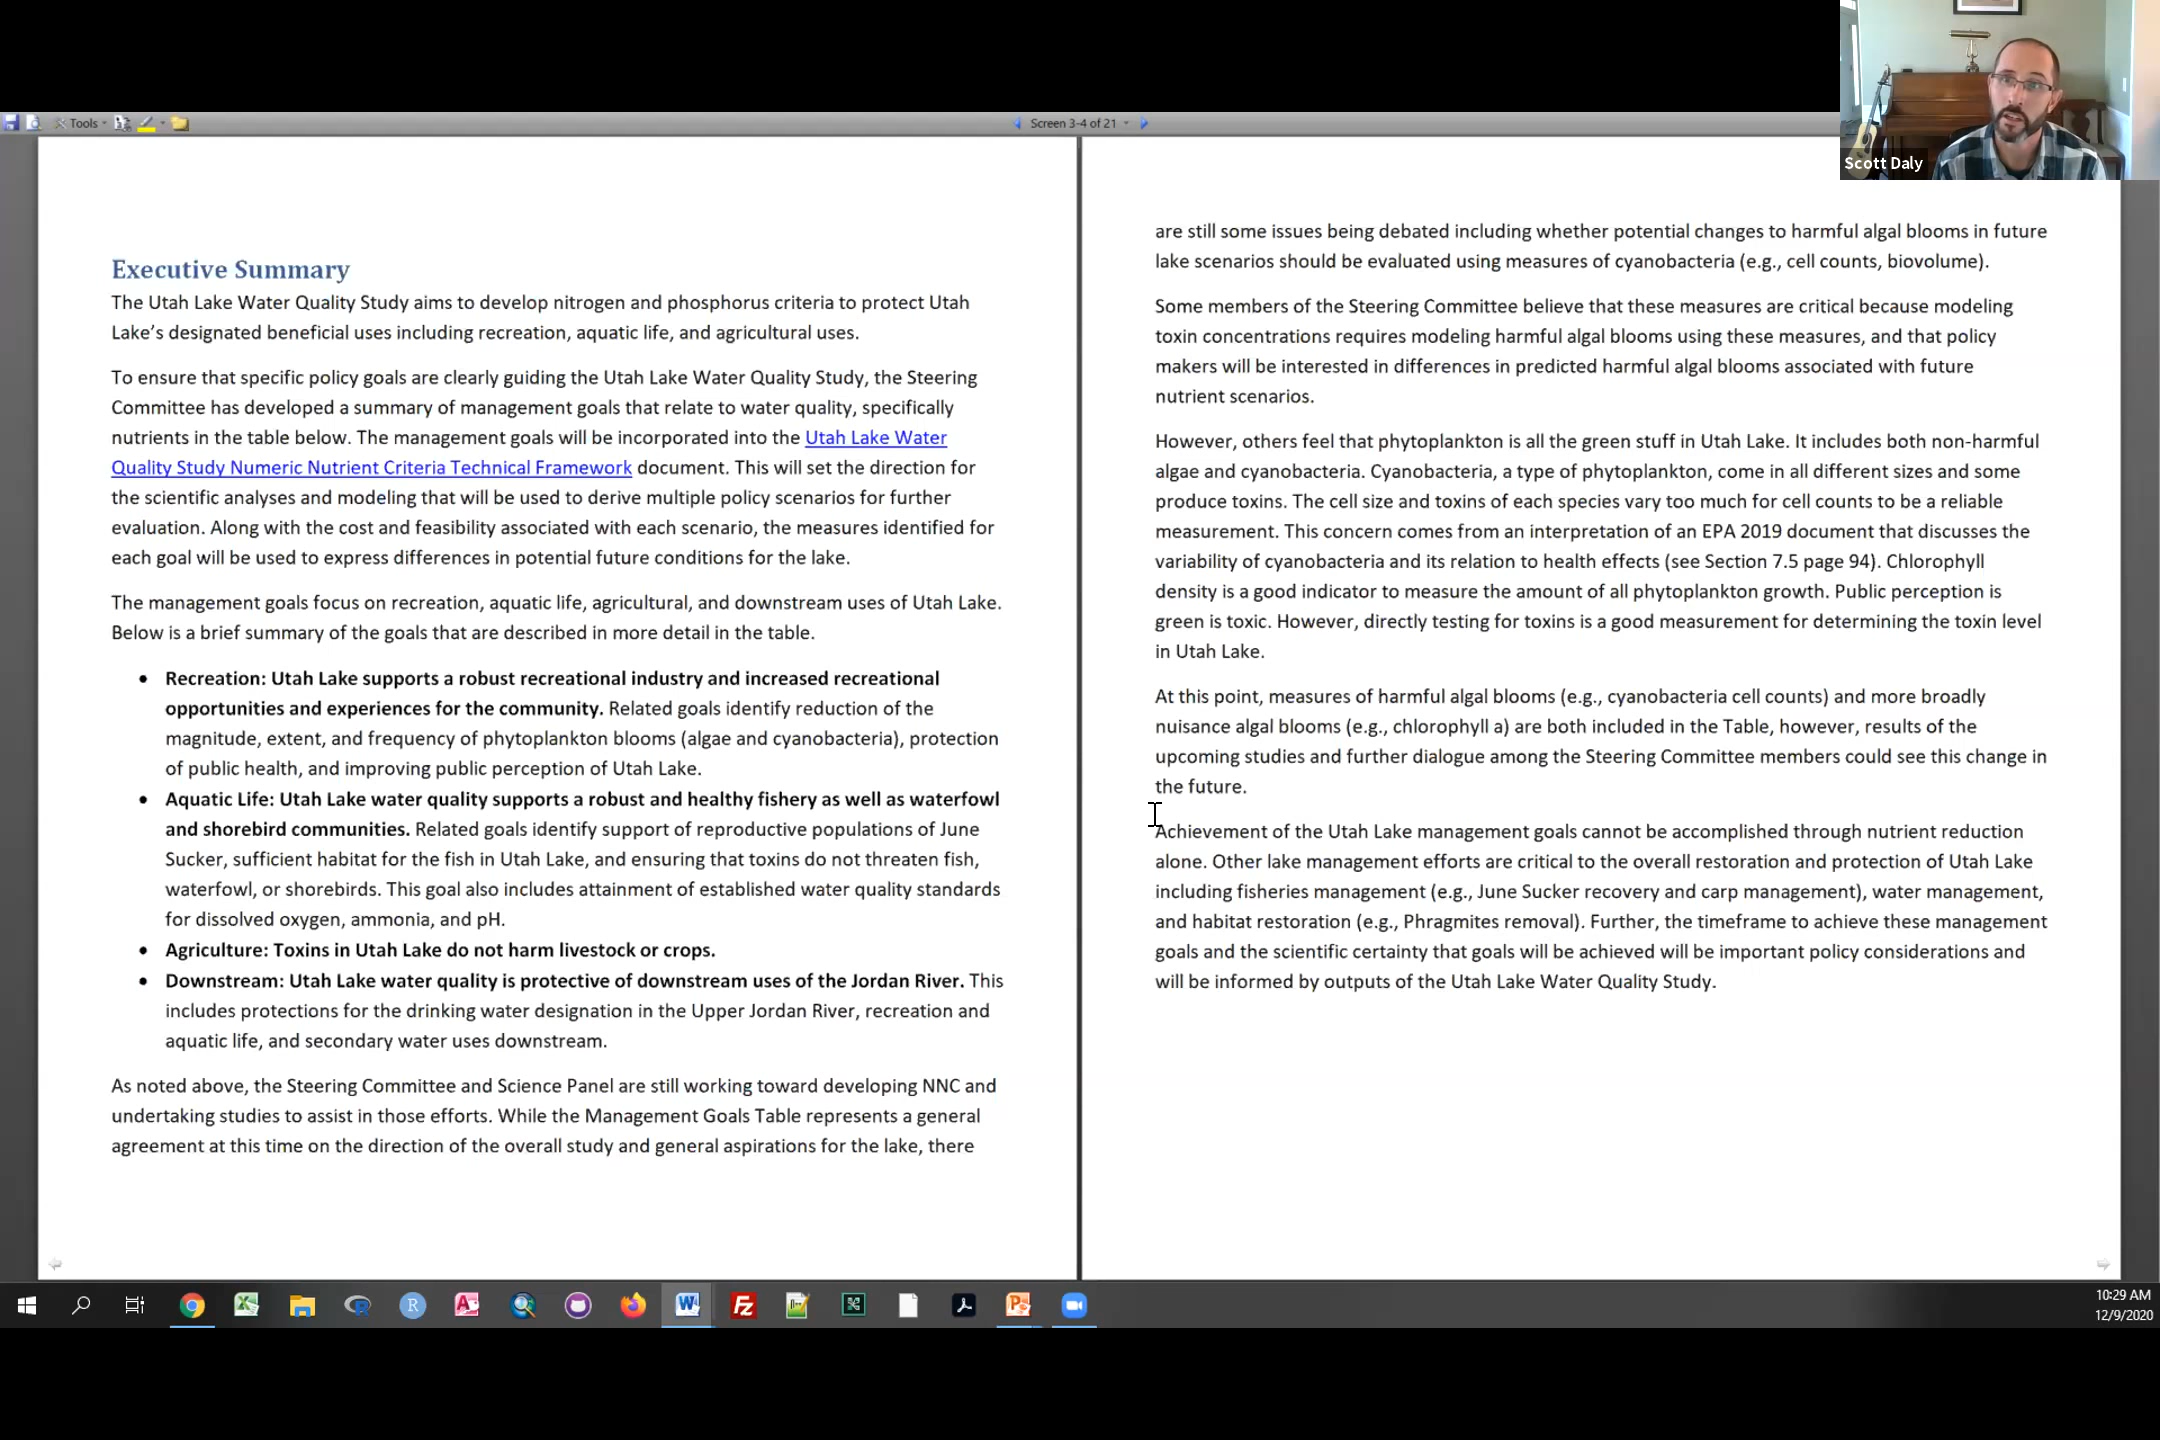 Tools
Screen 3-4 of 21
Scott Daly
Executive Summary
The Utah Lake Water Quality Study aims to develop nitrogen and phosphorus criteria to protect Utah
Lake’s designated beneficial uses including recreation, aquatic life, and agricultural uses.
To ensure that specific policy goals are clearly guiding the Utah Lake Water Quality Study, the Steering
Committee has developed a summary of management goals that relate to water quality, specifically
nutrients in the table below. The management goals will be incorporated into the Utah Lake Water
Quality Study Numeric Nutrient Criteria Technical Framework document. This will set the direction for
the scientific analyses and modeling that will be used to derive multiple policy scenarios for further
evaluation. Along with the cost and feasibility associated with each scenario, the measures identified for
each goal will be used to express differences in potential future conditions for the lake.
The management goals focus on recreation, aquatic life, agricultural, and downstream uses of Utah Lake.
Below is a brief summary of the goals that are described in more detail in the table.
• Recreation: Utah Lake supports a robust recreational industry and increased recreational
opportunities and experiences for the community. Related goals identify reduction of the
magnitude, extent, and frequency of phytoplankton blooms (algae and cyanobacteria), protection
of public health, and improving public perception of Utah Lake.
• Aquatic Life: Utah Lake water quality supports a robust and healthy fishery as well as waterfowl
and shorebird communities. Related goals identify support of reproductive populations of June
Sucker, sufficient habitat for the fish in Utah Lake, and ensuring that toxins do not threaten fish,
waterfowl, or shorebirds. This goal also includes attainment of established water quality standards
for dissolved oxygen, ammonia, and pH.
• Agriculture: Toxins in Utah Lake do not harm livestock or crops.
• Downstream: Utah Lake water quality is protective of downstream uses of the Jordan River. This
includes protections for the drinking water designation in the Upper Jordan River, recreation and
aquatic life, and secondary water uses downstream.
As noted above, the Steering Committee and Science Panel are still working toward developing NNC and
undertaking studies to assist in those efforts. While the Management Goals Table represents a general
agreement at this time on the direction of the overall study and general aspirations for the lake, there
are still some issues being debated including whether potential changes to harmful algal blooms in future
lake scenarios should be evaluated using measures of cyanobacteria (e.g., cell counts, biovolume).
Some members of the Steering Committee believe that these measures are critical because modeling
toxin concentrations requires modeling harmful algal blooms using these measures, and that policy
makers will be interested in differences in predicted harmful algal blooms associated with future
nutrient scenarios.
However, others feel that phytoplankton is all the green stuff in Utah Lake. It includes both non-harmful
algae and cyanobacteria. Cyanobacteria, a type of phytoplankton, come in all different sizes and some
produce toxins. The cell size and toxins of each species vary too much for cell counts to be a reliable
measurement. This concern comes from an interpretation of an EPA 2019 document that discusses the
variability of cyanobacteria and its relation to health effects (see Section 7.5 page 94). Chlorophyll
density is a good indicator to measure the amount of all phytoplankton growth. Public perception is
green is toxic. However, directly testing for toxins is a good measurement for determining the toxin level
in Utah Lake.
At this point, measures of harmful algal blooms (e.g., cyanobacteria cell counts) and more broadly
nuisance algal blooms (e.g., chlorophyll a) are both included in the Table, however, results of the
upcoming studies and further dialogue among the Steering Committee members could see this change in
the future.
Achievement of the Utah Lake management goals cannot be accomplished through nutrient reduction
alone. Other lake management efforts are critical to the overall restoration and protection of Utah Lake
including fisheries management (e.g., June Sucker recovery and carp management), water management,
and habitat restoration (e.g., Phragmites removal). Further, the timeframe to achieve these management
goals and the scientific certainty that goals will be achieved will be important policy considerations and
will be informed by outputs of the Utah Lake Water Quality Study.
10:29 AM
12/9/2020